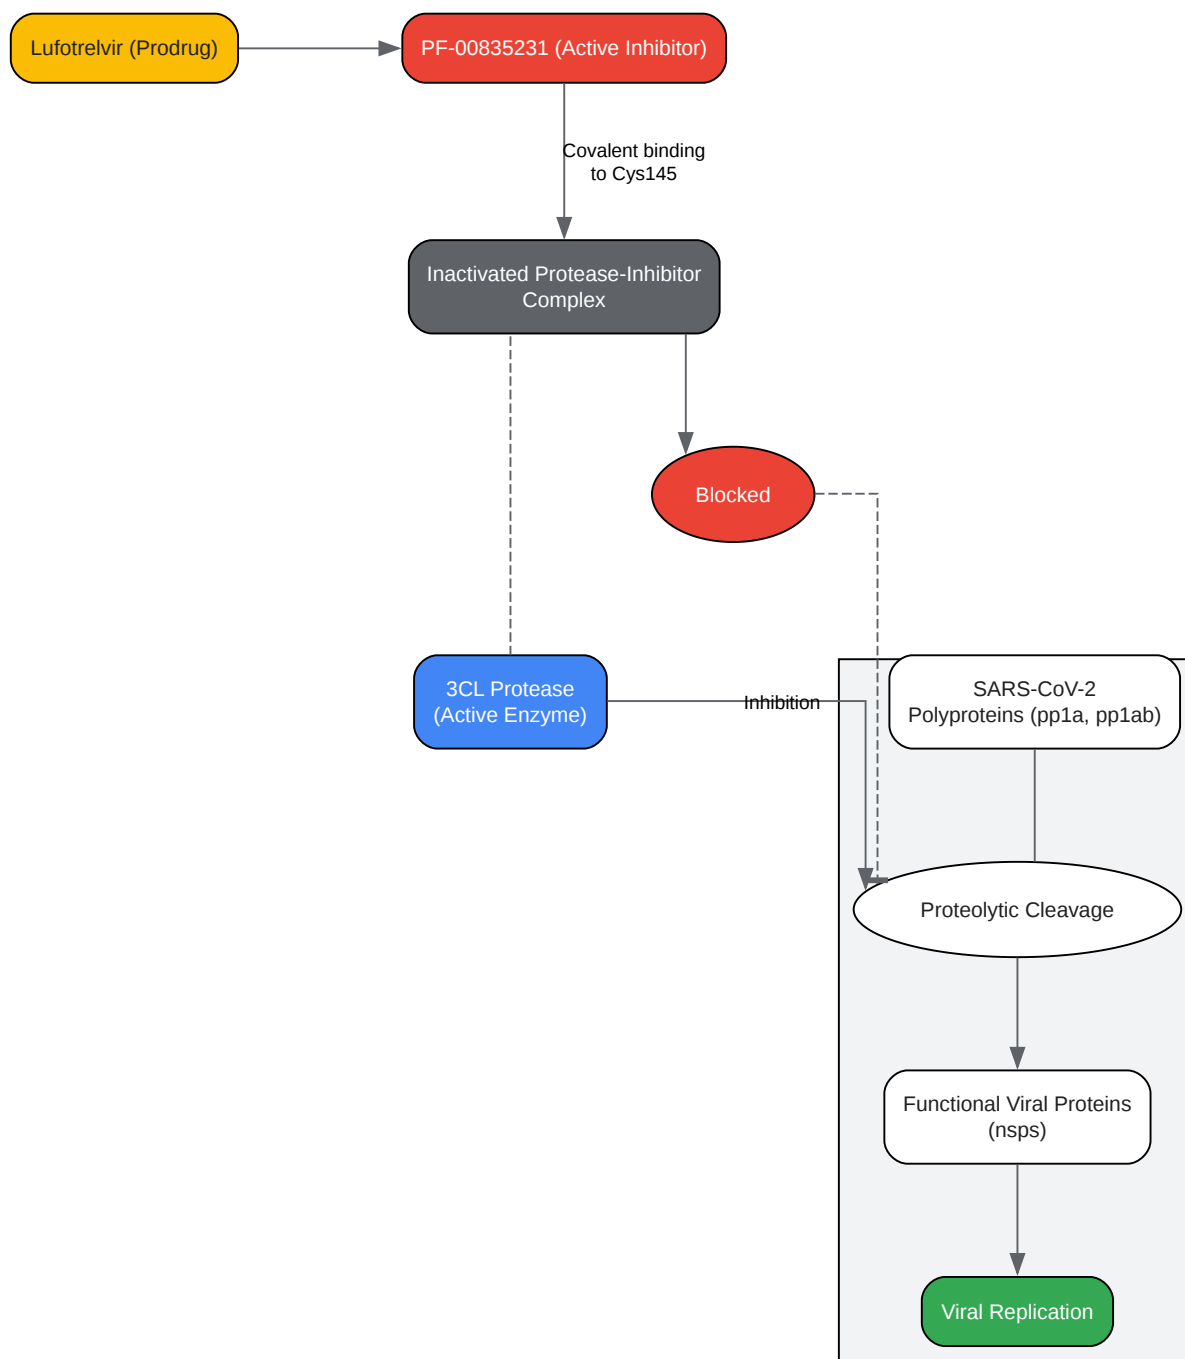 Lufotrelvir (Prodrug)
PF-00835231 (Active Inhibitor)
Covalent binding
to Cys145
Inactivated Protease-Inhibitor
Complex
Blocked
3CL Protease
(Active Enzyme)
Inhibition
SARS-CoV-2
Polyproteins (pp1a, pp1ab)
Proteolytic Cleavage
Functional Viral Proteins
(nsps)
Viral Replication